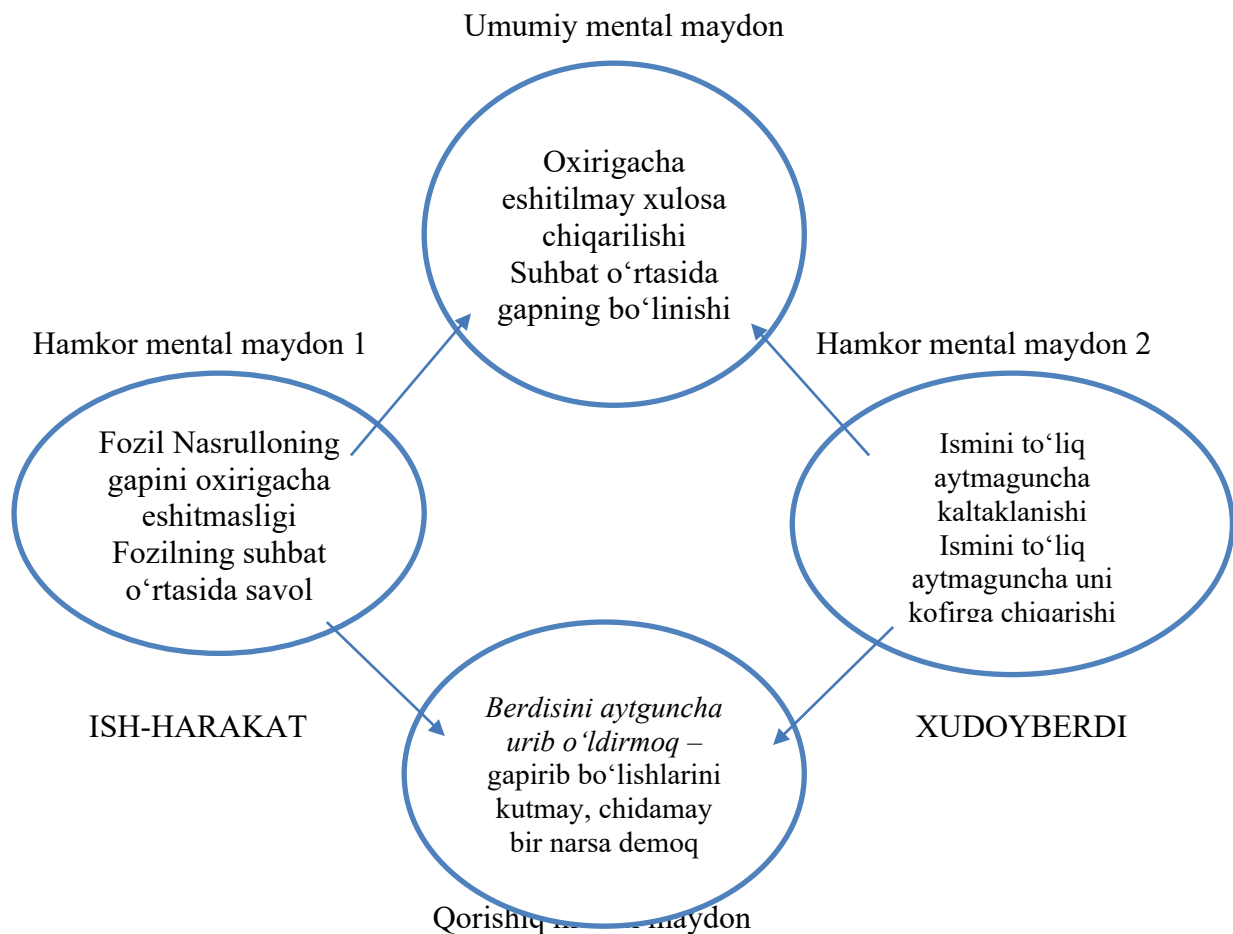 Umumiy mental maydon
Oxirigacha
eshitilmay xulosa
chiqarilishi
Suhbat o‘rtasida
gapning bo‘linishi
Hamkor mental maydon 1
Hamkor mental maydon 2
Fozil Nasrulloning
gapini oxirigacha
eshitmasligi
Fozilning suhbat
o‘rtasida savol
Ismini to‘liq
aytmaguncha
kaltaklanishi
Ismini to‘liq
aytmaguncha uni
kofirga chiqarishi
ISH-HARAKAT
XUDOYBERDI
Berdisini aytguncha
urib o‘ldirmoq –
gapirib bo‘lishlarini
kutmay, chidamay
bir narsa demoq
Qorishiq maydon